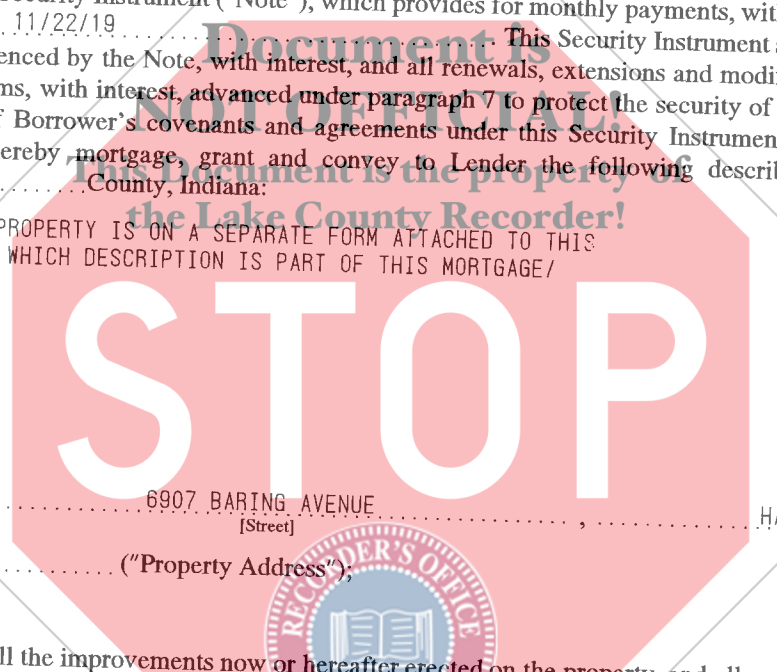 Security Instrument ("Note"), which provides for monthly payments, wit
11/22/19 This Security Instrument
enced by the Note, with interest, and all renewals, extensions and modif
ms, with interest, advanced under paragraph 7 to protect the security of
f Borrower's covenants and agreements under this Security Instrumen
ereby mortgage, grant and convey to Lender the following describ
County, Indiana:
Document is
NOT OFFICIAL!
This Document is the property of
the Lake County Recorder!
PROPERTY IS ON A SEPARATE FORM ATTACHED TO THIS
WHICH DESCRIPTION IS PART OF THIS MORTGAGE/
STOP
6907 BARING AVENUE , HA
[Street]
("Property Address");
RECORDER'S OFFICE
ll the improvements now or hereafter erected on the property, and all